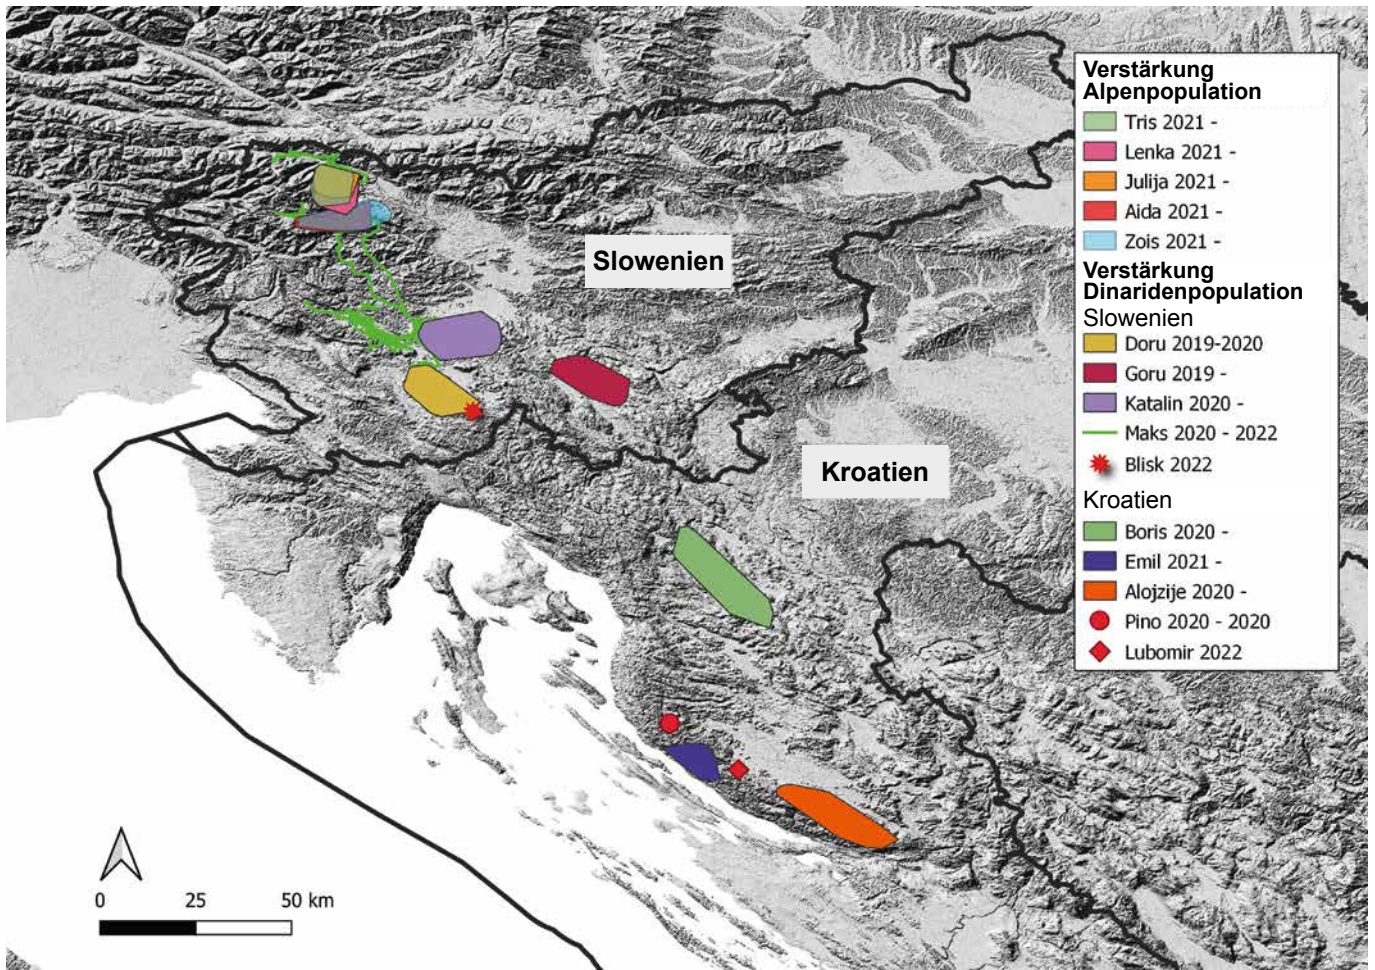 Verstärkung
Alpenpopulation
Tris 2021 -
Lenka 2021 -
Julija 2021 -
Aida 2021 -
Zois 2021 -
Verstärkung
Dinaridenpopulation
Slowenien
Doru 2019-2020
Goru 2019 -
Katalin 2020 -
Maks 2020 - 2022
Blisk 2022
Kroatien
Boris 2020 -
Emil 2021 -
Alojzije 2020 -
Pino 2020 - 2020
Lubomir 2022
Slowenien
Kroatien
0 25 50 km